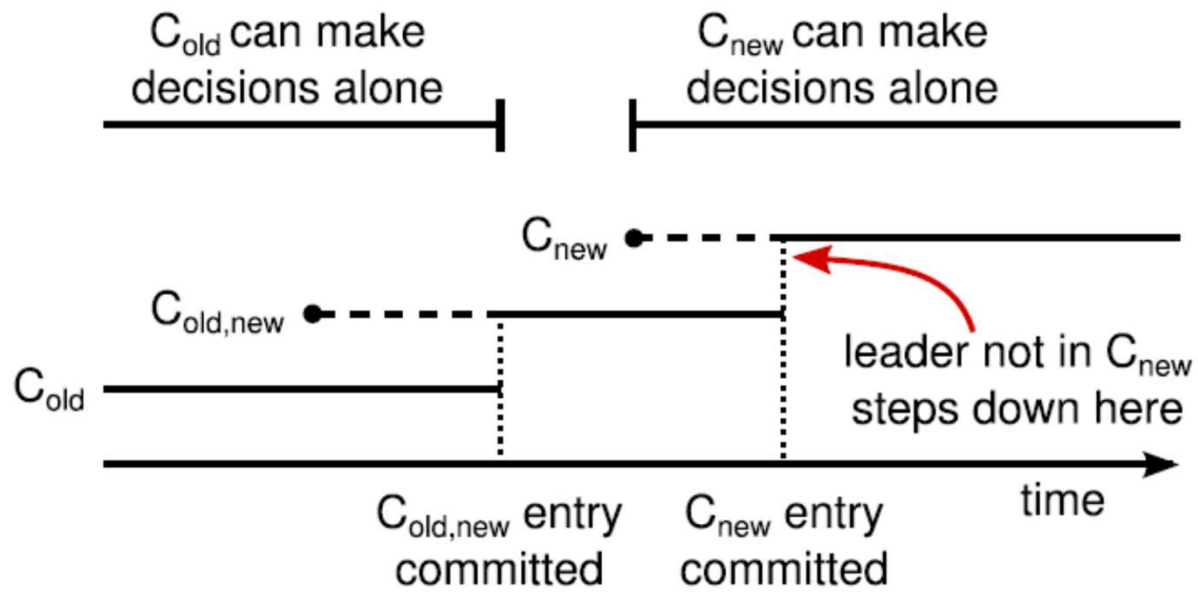 Cold can make
decisions alone
Cnew can make
decisions alone
Cnew
Cold,new
Cold
leader not in Cnew
steps down here
time
Cold,new entry
committed
Cnew entry
committed